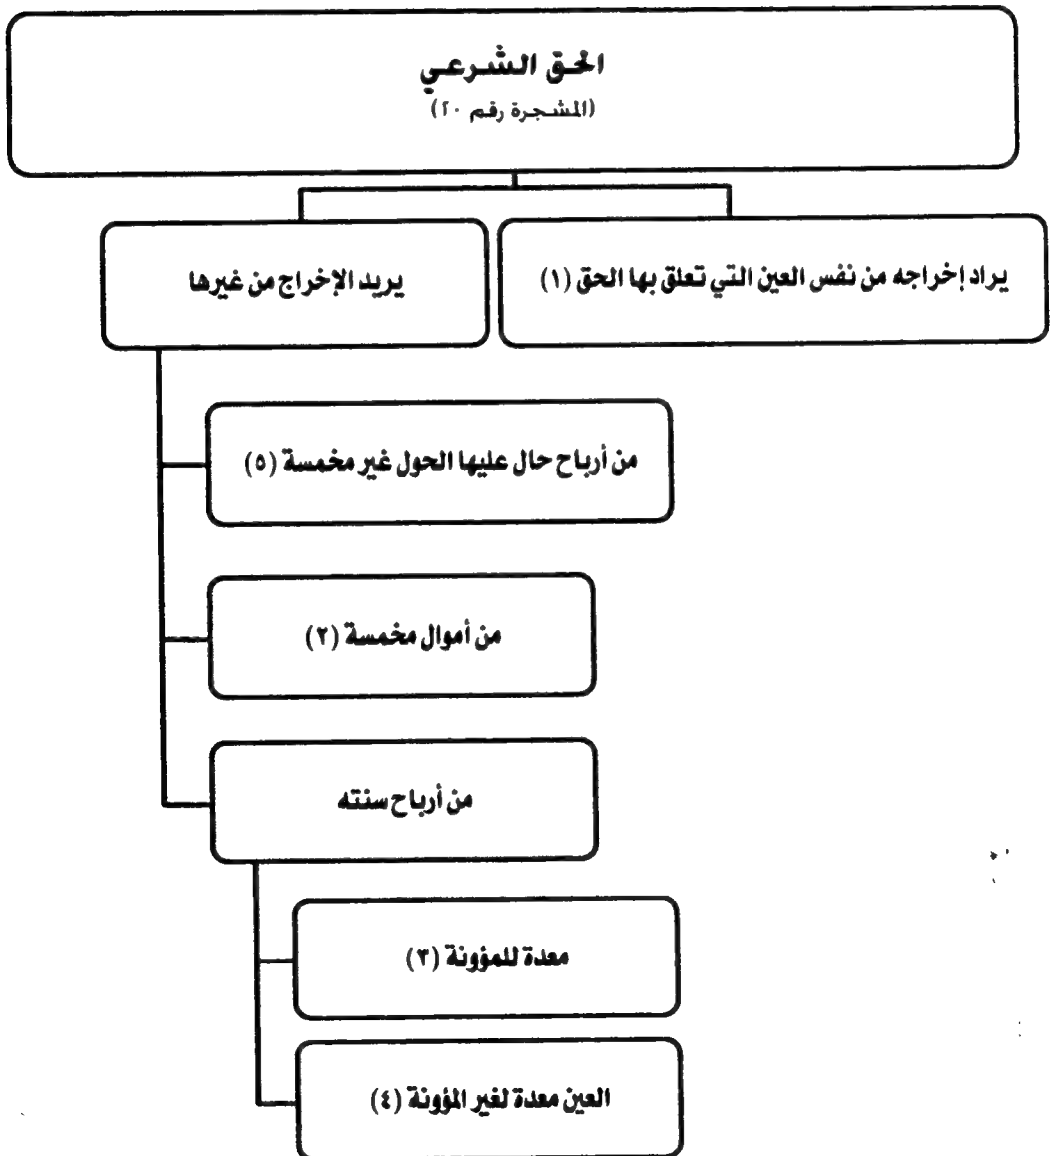 الحق الشرعي
(المشجرة رقم ٢٠)
يراد إخراجه من نفس العين التي تعلق بها الحق (١)
يريد الإخراج من غيرها
من أرباح حال عليها الحول غير مخمسة (٥)
من أموال مخمسة (٢)
من أرباح سنته
معدة للمؤونة (٣)
العين معدة لغير المؤونة (٤)